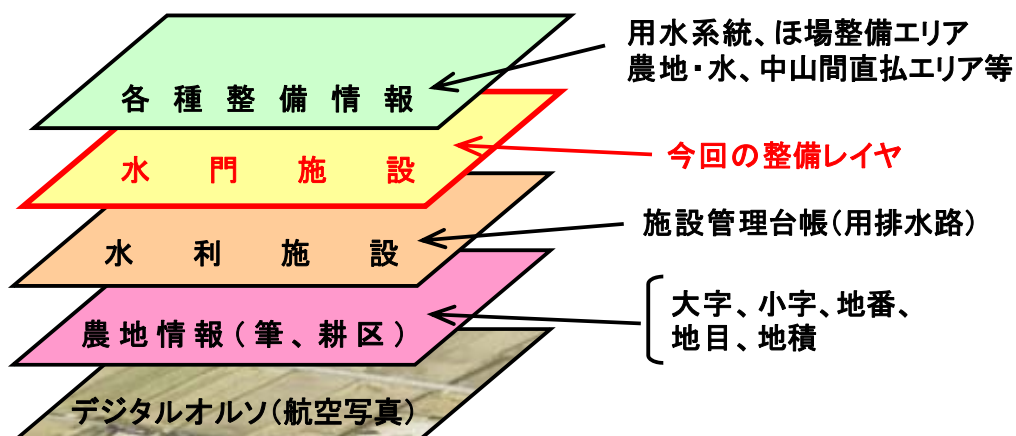 用水系統、ほ場整備エリア
農地・水、中山間直払エリア等
各種整備情報
水門施設
今回の整備レイヤ
水利施設
施設管理台帳(用排水路)
農地情報(筆、耕区)
大字、小字、地番、
地目、地積
デジタルオルソ(航空写真)